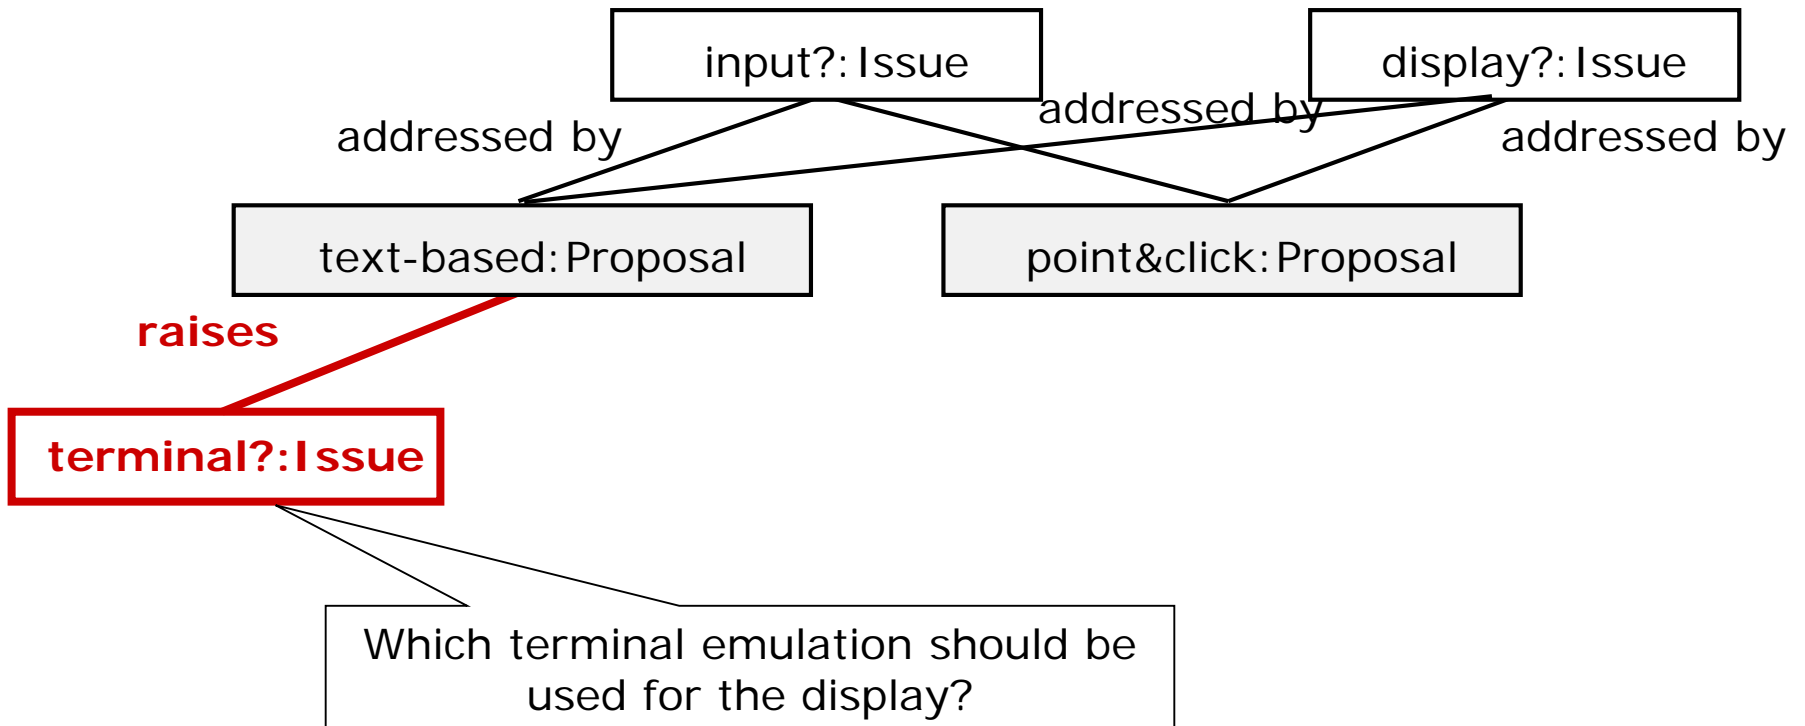 input?:Issue
display?:Issue
addressed by
addressed by
addressed by
text-based:Proposal
point&click:Proposal
raises
terminal?:Issue
Which terminal emulation should be
used for the display?